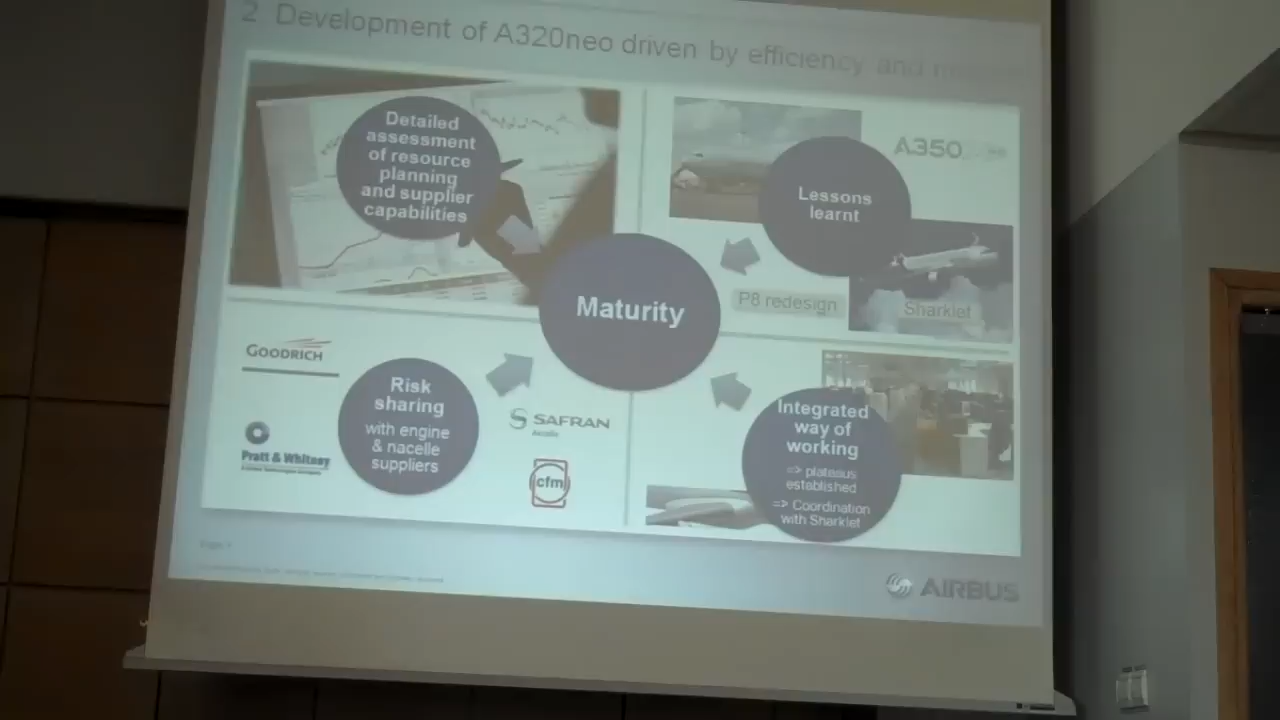 2 Development of A320neo driven by efficiency and
Detailed
assessment
of resource
planning
and supplier
capabilities
A350
Lessons
learnt
P8 redesign
Sharklet
Maturity
GOODRICH
Pratt & Whitney
Risk
sharing
with engine
& nacelle
suppliers
SAFRAN
cfm
Integrated
way of
working
=> plateaus
established
=> Coordination
with Sharklet
AIRBUS